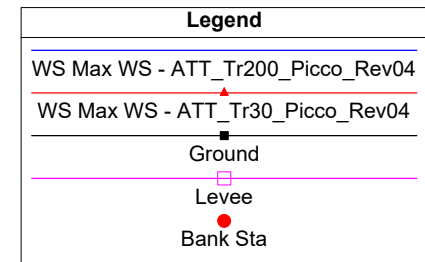 Legend
WS Max WS - ATT_Tr200_Picco_Rev04
WS Max WS - ATT_Tr30_Picco_Rev04
Ground
Levee
Bank Sta